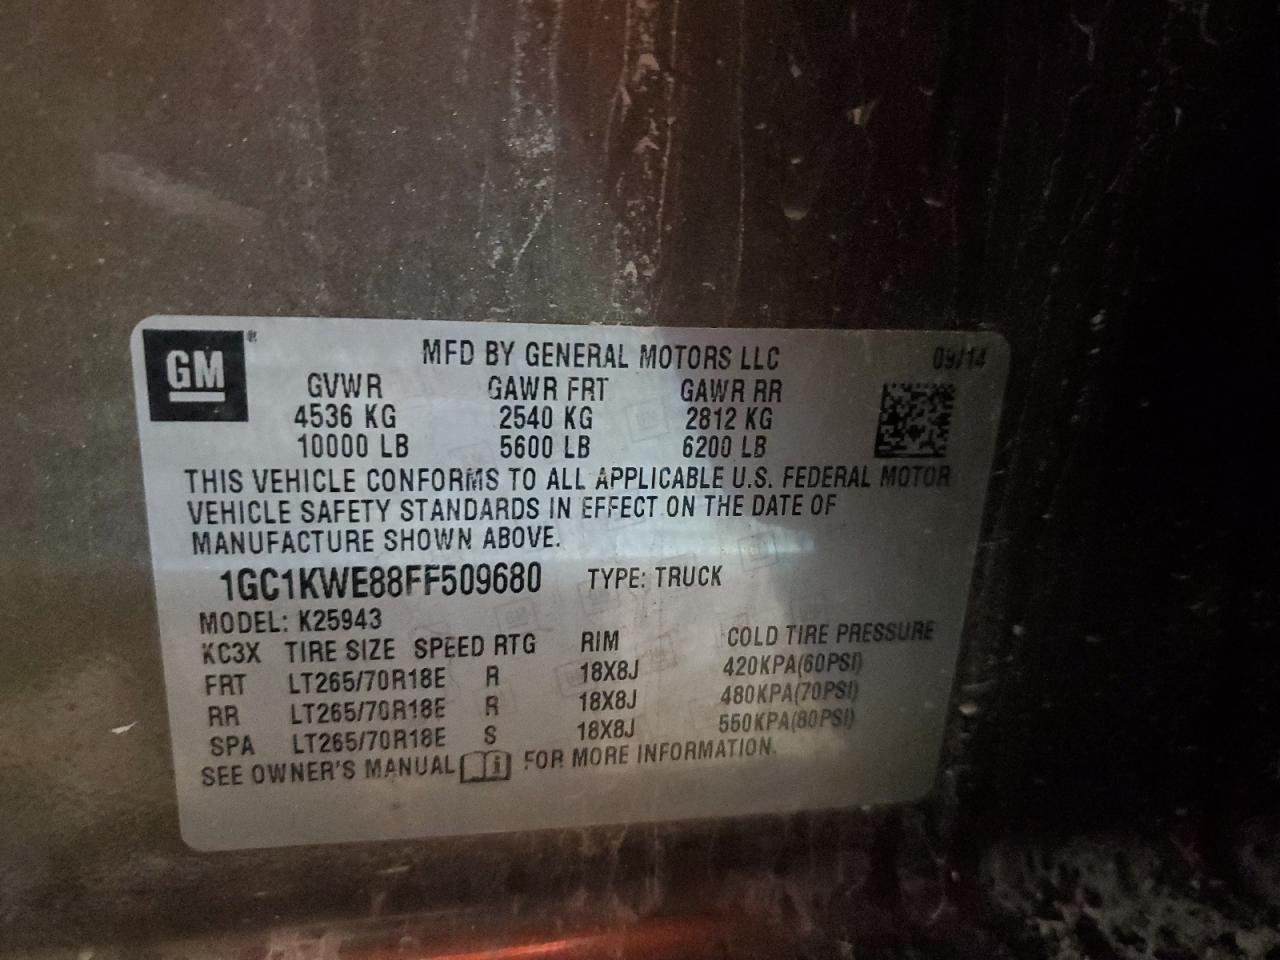 GM®
MFD BY GENERAL MOTORS LLC 09/14
GVWR GAWR FRT GAWR RR
4536 KG 2540 KG 2812 KG
10000 LB 5600 LB 6200 LB
THIS VEHICLE CONFORMS TO ALL APPLICABLE U.S. FEDERAL MOTOR
VEHICLE SAFETY STANDARDS IN EFFECT ON THE DATE OF
MANUFACTURE SHOWN ABOVE.
1GC1KWE88FF509680 TYPE: TRUCK
MODEL: K25943
KC3X TIRE SIZE SPEED RTG RIM COLD TIRE PRESSURE
FRT LT265/70R18E R 18X8J 420KPA(60PSI)
RR LT265/70R18E R 18X8J 480KPA(70PSI)
SPA LT265/70R18E S 18X8J 550KPA(80PSI)
SEE OWNER'S MANUAL FOR MORE INFORMATION.